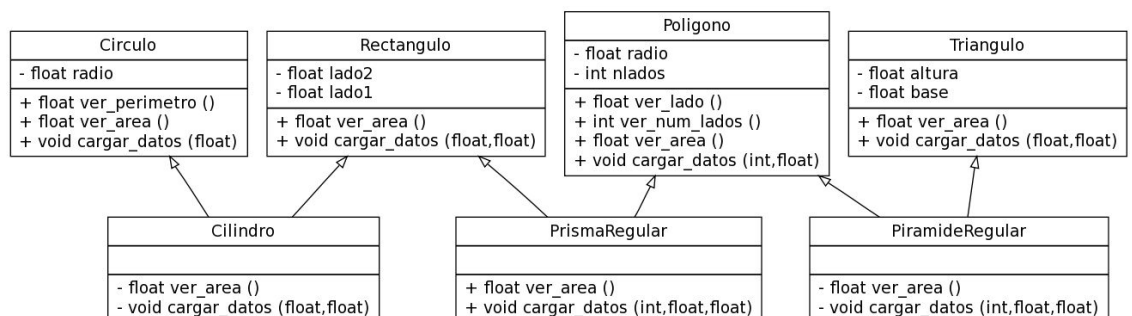 Circulo
- float radio
+ float ver_perimetro ()
+ float ver_area ()
+ void cargar_datos (float)
Rectangulo
- float lado2
- float lado1
+ float ver_area ()
+ void cargar_datos (float,float)
Poligono
- float radio
- int nlados
+ float ver_lado ()
+ int ver_num_lados ()
+ float ver_area ()
+ void cargar_datos (int,float)
Triangulo
- float altura
- float base
+ float ver_area ()
+ void cargar_datos (float,float)
Cilindro
- float ver_area ()
- void cargar_datos (float,float)
PrismaRegular
+ float ver_area ()
+ void cargar_datos (int,float,float)
PiramideRegular
- float ver_area ()
- void cargar_datos (int,float,float)